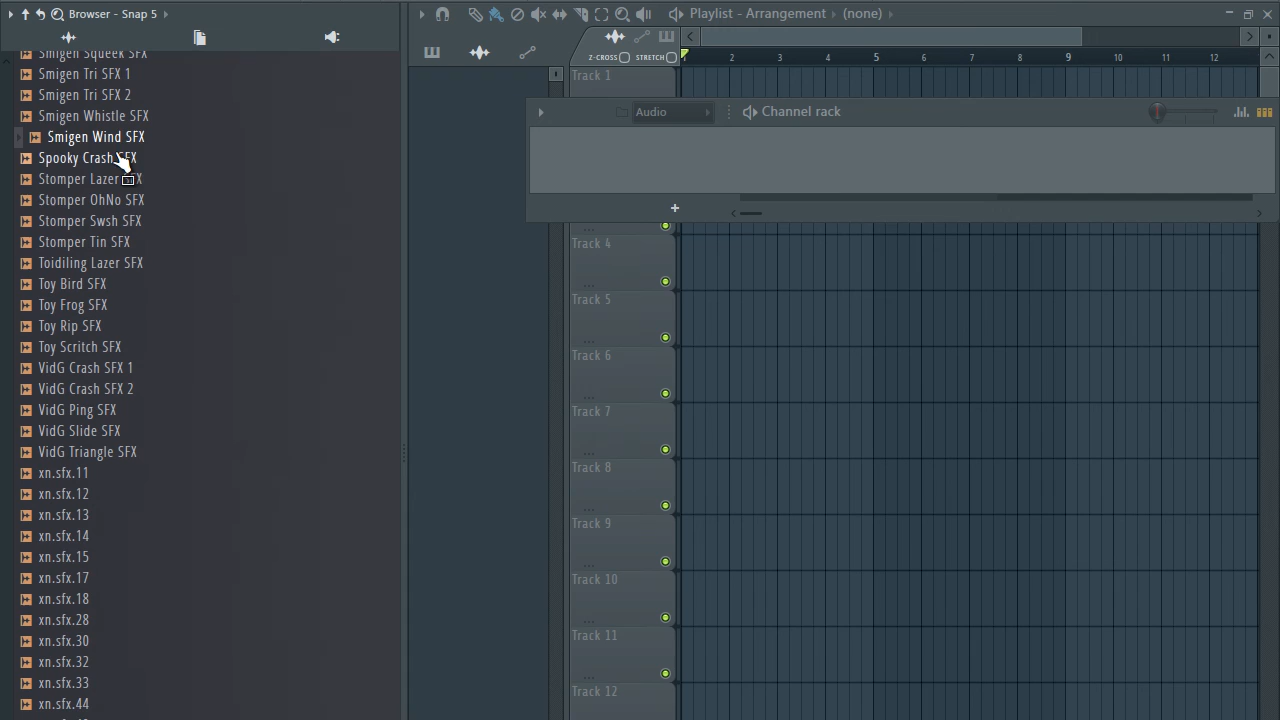 Browser - Snap 5
Playlist - Arrangement
(none)
Z-CROSS
STRETCH
1 2 3 4 5 6 7 8 9 10 11 12
Smigen Squeek SFX
Smigen Tri SFX 1
Smigen Tri SFX 2
Smigen Whistle SFX
Smigen Wind SFX
Spooky Crash SFX
Stomper Lazer SFX
Stomper OhNo SFX
Stomper Swsh SFX
Stomper Tin SFX
Toidiling Lazer SFX
Toy Bird SFX
Toy Frog SFX
Toy Rip SFX
Toy Scritch SFX
VidG Crash SFX 1
VidG Crash SFX 2
VidG Ping SFX
VidG Slide SFX
VidG Triangle SFX
xn.sfx.11
xn.sfx.12
xn.sfx.13
xn.sfx.14
xn.sfx.15
xn.sfx.17
xn.sfx.18
xn.sfx.28
xn.sfx.30
xn.sfx.32
xn.sfx.33
xn.sfx.44
Track 1
Audio
Channel rack
Track 4
Track 5
Track 6
Track 7
Track 8
Track 9
Track 10
Track 11
Track 12